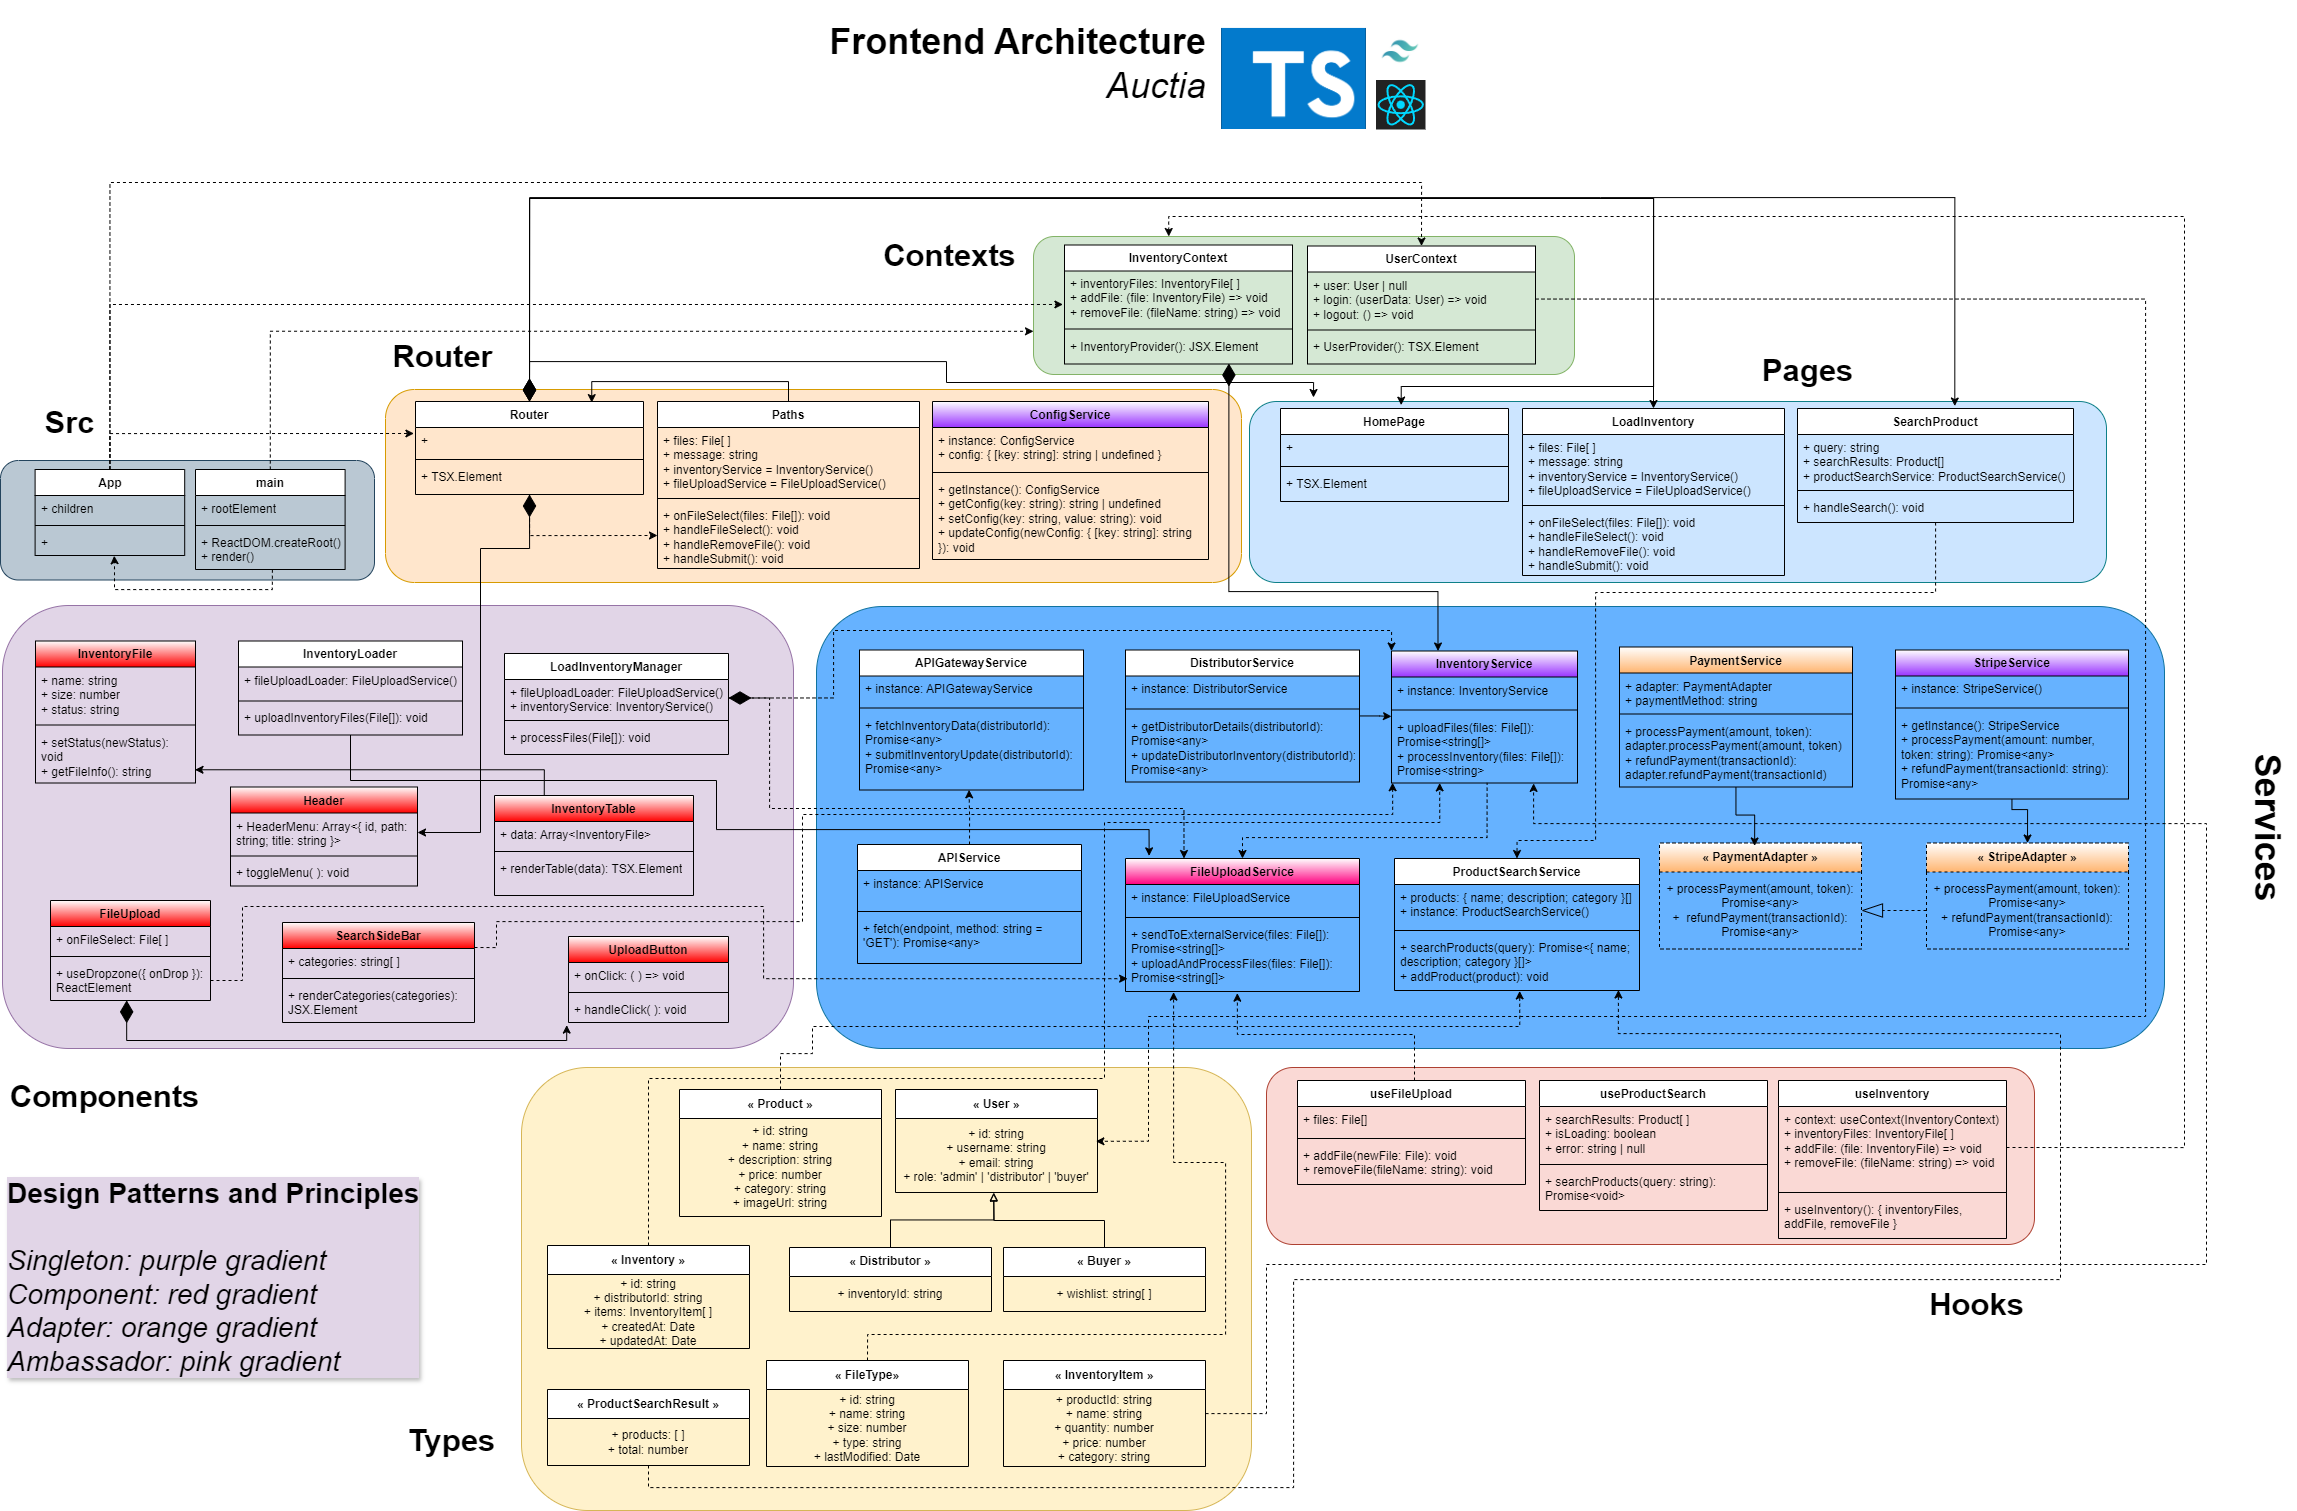 Frontend Architecture
Auctia
TS
Contexts
InventoryContext
+ inventoryFiles: InventoryFile[ ]
+ addFile: (file: InventoryFile) => void
+ removeFile: (fileName: string) => void
+ InventoryProvider(): JSX.Element
UserContext
+ user: User | null
+ login: (userData: User) => void
+ logout: () => void
+ UserProvider(): TSX.Element
Router
Router
+
+ TSX.Element
Paths
+ files: File[ ]
+ message: string
+ inventoryService = InventoryService()
+ fileUploadService = FileUploadService()
+ onFileSelect(files: File[]): void
+ handleFileSelect(): void
+ handleRemoveFile(): void
+ handleSubmit(): void
ConfigService
+ instance: ConfigService
+ config: { [key: string]: string | undefined }
+ getInstance(): ConfigService
+ getConfig(key: string): string | undefined
+ setConfig(key: string, value: string): void
+ updateConfig(newConfig: { [key: string]: string
}): void
Pages
HomePage
+
+ TSX.Element
LoadInventory
+ files: File[ ]
+ message: string
+ inventoryService = InventoryService()
+ fileUploadService = FileUploadService()
+ onFileSelect(files: File[]): void
+ handleFileSelect(): void
+ handleRemoveFile(): void
+ handleSubmit(): void
SearchProduct
+ query: string
+ searchResults: Product[]
+ productSearchService: ProductSearchService()
+ handleSearch(): void
Src
App
+ children
+
main
+ rootElement
+ ReactDOM.createRoot()
+ render()
InventoryFile
+ name: string
+ size: number
+ status: string
+ setStatus(newStatus):
void
+ getFileInfo(): string
InventoryLoader
+ fileUploadLoader: FileUploadService()
+ uploadInventoryFiles(File[]): void
LoadInventoryManager
+ fileUploadLoader: FileUploadService()
+ inventoryService: InventoryService()
+ processFiles(File[]): void
Header
+ HeaderMenu: Array<{ id, path:
string; title: string }>
+ toggleMenu( ): void
InventoryTable
+ data: Array<InventoryFile>
+ renderTable(data): TSX.Element
FileUpload
+ onFileSelect: File[ ]
+ useDropzone({ onDrop }):
ReactElement
SearchSideBar
+ categories: string[ ]
+ renderCategories(categories):
JSX.Element
UploadButton
+ onClick: ( ) => void
+ handleClick( ): void
Components
APIGatewayService
+ instance: APIGatewayService
+ fetchInventoryData(distributorId):
Promise<any>
+ submitInventoryUpdate(distributorId):
Promise<any>
DistributorService
+ instance: DistributorService
+ getDistributorDetails(distributorId):
Promise<any>
+ updateDistributorInventory(distributorId):
Promise<any>
InventoryService
+ instance: InventoryService
+ uploadFiles(files: File[]):
Promise<string[]>
+ processInventory(files: File[]):
Promise<string>
PaymentService
+ adapter: PaymentAdapter
+ paymentMethod: string
+ processPayment(amount, token):
adapter.processPayment(amount, token)
+ refundPayment(transactionId):
adapter.refundPayment(transactionId)
StripeService
+ instance: StripeService()
+ getInstance(): StripeService
+ processPayment(amount: number,
token: string): Promise<any>
+ refundPayment(transactionId: string):
Promise<any>
APIService
+ instance: APIService
+ fetch(endpoint, method: string =
'GET'): Promise<any>
FileUploadService
+ instance: FileUploadService
+ sendToExternalService(files: File[]):
Promise<string[]>
+ uploadAndProcessFiles(files: File[]):
Promise<string[]>
ProductSearchService
+ products: { name; description; category }[]
+ instance: ProductSearchService()
+ searchProducts(query): Promise<{ name;
description; category }[]>
+ addProduct(product): void
« PaymentAdapter »
+ processPayment(amount, token):
Promise<any>
+ refundPayment(transactionId):
Promise<any>
« StripeAdapter »
+ processPayment(amount, token):
Promise<any>
+ refundPayment(transactionId):
Promise<any>
Services
« Product »
+ id: string
+ name: string
+ description: string
+ price: number
+ category: string
+ imageUrl: string
« User »
+ id: string
+ username: string
+ email: string
+ role: 'admin' | 'distributor' | 'buyer'
« Inventory »
+ id: string
+ distributorId: string
+ items: InventoryItem[ ]
+ createdAt: Date
+ updatedAt: Date
« Distributor »
+ inventoryId: string
« Buyer »
+ wishlist: string[ ]
« ProductSearchResult »
+ products: [ ]
+ total: number
« FileType»
+ id: string
+ name: string
+ size: number
+ type: string
+ lastModified: Date
« InventoryItem »
+ productId: string
+ name: string
+ quantity: number
+ price: number
+ category: string
Types
useFileUpload
+ files: File[]
+ addFile(newFile: File): void
+ removeFile(fileName: string): void
useProductSearch
+ searchResults: Product[ ]
+ isLoading: boolean
+ error: string | null
+ searchProducts(query: string):
Promise<void>
useInventory
+ context: useContext(InventoryContext)
+ inventoryFiles: InventoryFile[ ]
+ addFile: (file: InventoryFile) => void
+ removeFile: (fileName: string) => void
+ useInventory(): { inventoryFiles,
addFile, removeFile }
Hooks
Design Patterns and Principles
Singleton: purple gradient
Component: red gradient
Adapter: orange gradient
Ambassador: pink gradient